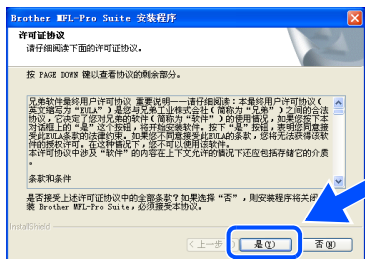 Brother MFL-Pro Suite 安装程序
许可证协议
请仔细阅读下面的许可证协议。
按 PAGE DOWN 键以查看协议的剩余部分。
兄弟软件最终用户许可协议 重要说明——请仔细阅读：本最终用户许可协议（
英文缩写为“EULA”）是您与兄弟工业株式会社（简称为“兄弟”）之间的合法
协议，它决定了您对兄弟的软件（简称为“软件”）的使用情况，如果您按下本
对话框上的“是”这个按钮，将开始安装软件。按下“是”按钮，表明您同意接
受此EULA条款的法律约束。如果您不同意接受此EULA的条款，您将无法获得该软
件的授权许可。在这种情况下，您不可以使用该软件。
本许可协议中涉及“软件”的内容在上下文允许的情况下还应包括存储它的介质
。
条款和条件
是否接受上述许可证协议中的全部条款？如果选择“否”，则安装程序将关闭
装 Brother MFL-Pro Suite，必须接受本协议。
InstallShield
<上一步
是(Y)
否(N)